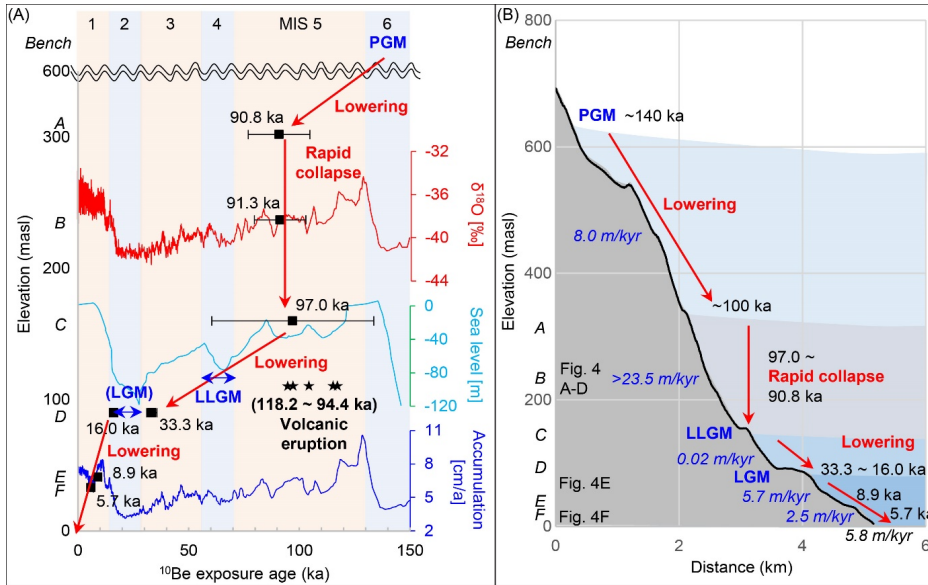 (A)
1 2 3 4 MIS 5 6
Bench
PGM
600
Lowering
A
90.8 ka
300
Rapid
collapse
-32
-36
-40
-44
δ18O [‰]
91.3 ka
B
Elevation (masl)
200
97.0 ka
C
0
-40
-80
-120
Sea level [m]
Lowering
(LGM)
LLGM
100
D
(118.2 ~ 94.4 ka)
Volcanic
eruption
16.0 ka
33.3 ka
Lowering
8.9 ka
E
F
5.7 ka
11
8
5
2
Accumulation
[cm/a]
0
0 50 100 150
10Be exposure age (ka)
(B)
800
Bench
PGM ~140 ka
600
Lowering
8.0 m/kyr
Elevation (masl)
400
~100 ka
A
97.0 ~
Rapid collapse
90.8 ka
B
Fig. 4
A-D
>23.5 m/kyr
200
C
LLGM
Lowering
0.02 m/kyr
33.3 ~ 16.0 ka
D
LGM
Fig. 4E
5.7 m/kyr
8.9 ka
E
2.5 m/kyr
5.7 ka
F
Fig. 4F
5.8 m/kyr
0
0 2 4 6
Distance (km)